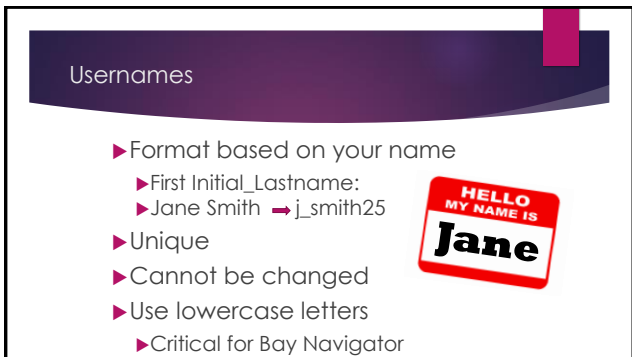 Usernames
▶Format based on your name
▶First Initial_Lastname:
▶Jane Smith ➡ j_smith25
▶Unique
▶Cannot be changed
▶Use lowercase letters
▶Critical for Bay Navigator
HELLO
MY NAME IS
Jane